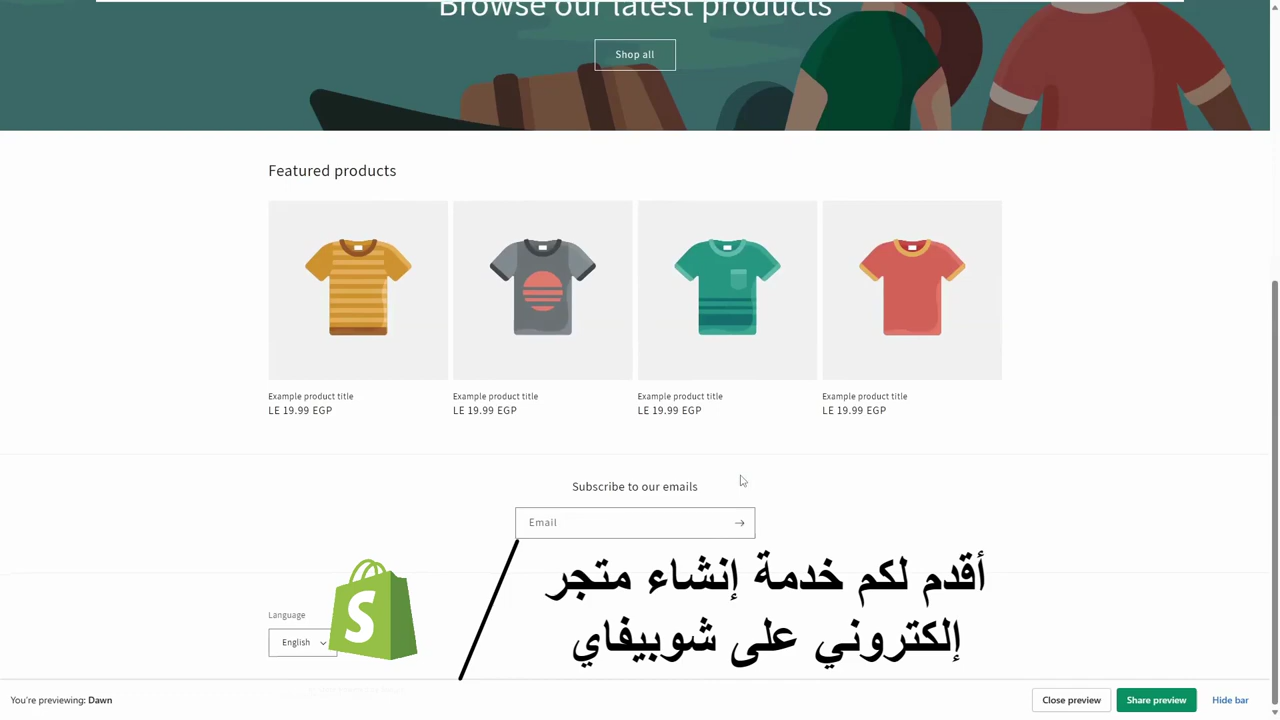 Browse our latest products
Shop all
Featured products
Example product title
LE 19.99 EGP
Example product title
LE 19.99 EGP
Example product title
LE 19.99 EGP
Example product title
LE 19.99 EGP
Subscribe to our emails
Email
أقدم لكم خدمة إنشاء متجر
إلكتروني على شوبيفاي
S
Language
English
You're previewing: Dawn
Close preview
Share preview
Hide bar